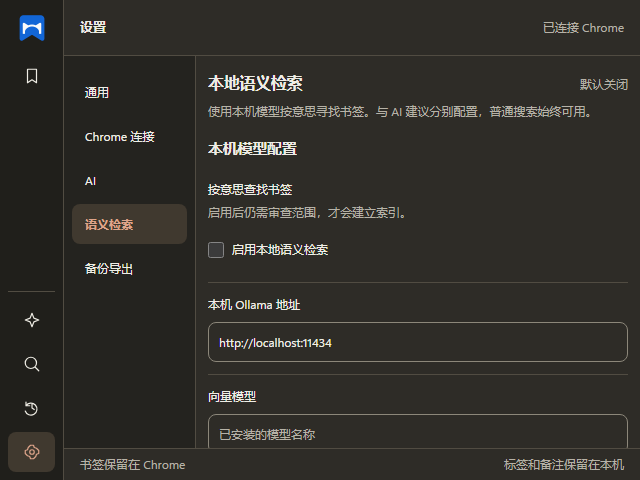 设置
已连接 Chrome
通用
Chrome 连接
AI
语义检索
备份导出
本地语义检索
默认关闭
使用本机模型按意思寻找书签。与 AI 建议分别配置，普通搜索始终可用。
本机模型配置
按意思查找书签
启用后仍需审查范围，才会建立索引。
启用本地语义检索
本机 Ollama 地址
http://localhost:11434
向量模型
已安装的模型名称
书签保留在 Chrome
标签和备注保留在本机